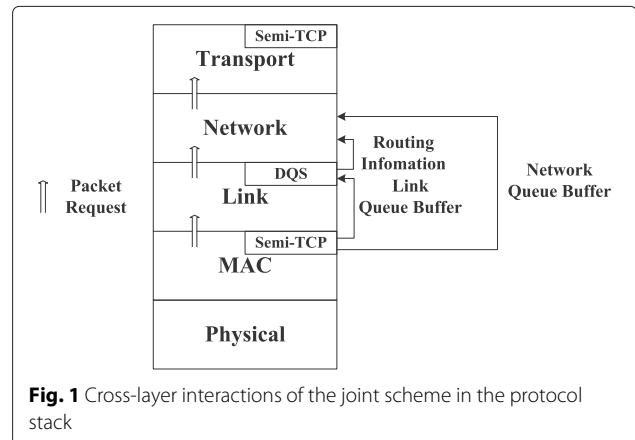 Semi-TCP
Transport
Network
DQS
Link
Semi-TCP
MAC
Physical
Packet
Request
Routing
Infomation
Link
Queue Buffer
Network
Queue Buffer
Fig. 1 Cross-layer interactions of the joint scheme in the protocol
stack